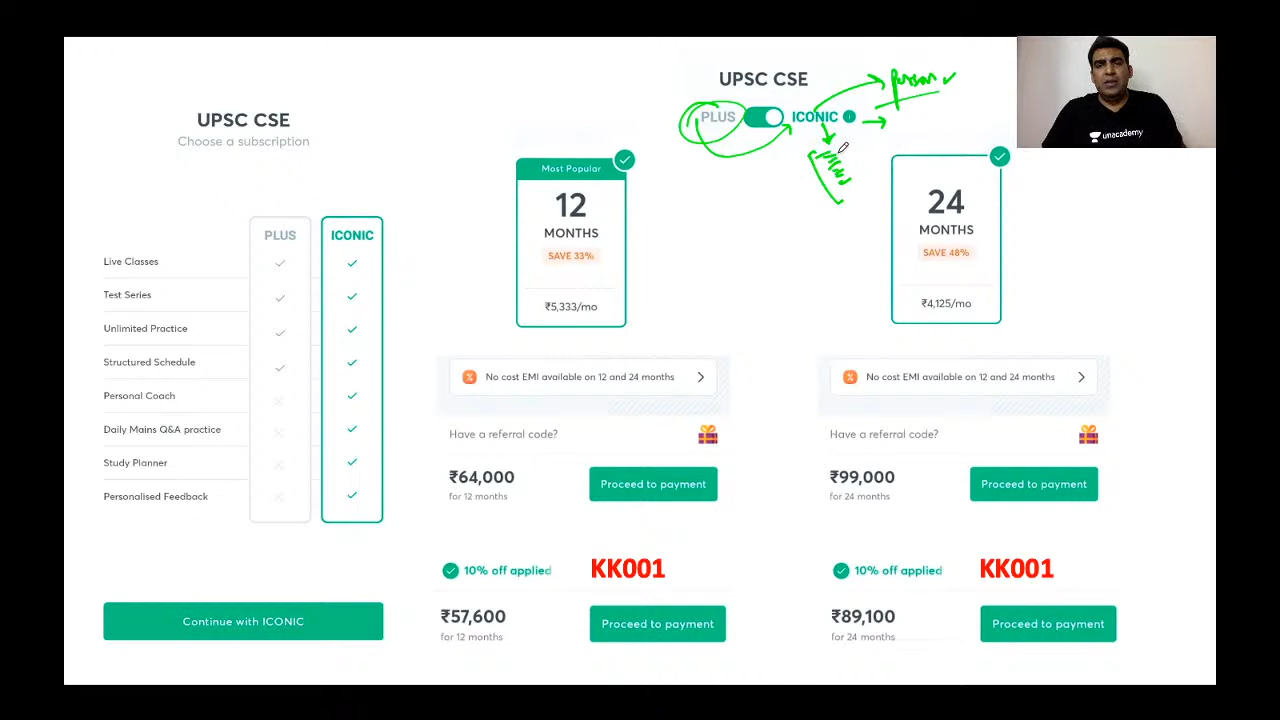 UPSC CSE
Choose a subscription
PLUS
ICONIC
Live Classes
Test Series
Unlimited Practice
Structured Schedule
Personal Coach
Daily Mains Q&A practice
Study Planner
Personalised Feedback
Continue with ICONIC
UPSC CSE
PLUS ICONIC
person
unacademy
Most Popular
12
MONTHS
SAVE 33%
₹5,333/mo
No cost EMI available on 12 and 24 months
Have a referral code?
₹64,000
for 12 months
Proceed to payment
10% off applied
KK001
₹57,600
for 12 months
Proceed to payment
24
MONTHS
SAVE 48%
₹4,125/mo
No cost EMI available on 12 and 24 months
Have a referral code?
₹99,000
for 24 months
Proceed to payment
10% off applied
KK001
₹89,100
for 24 months
Proceed to payment